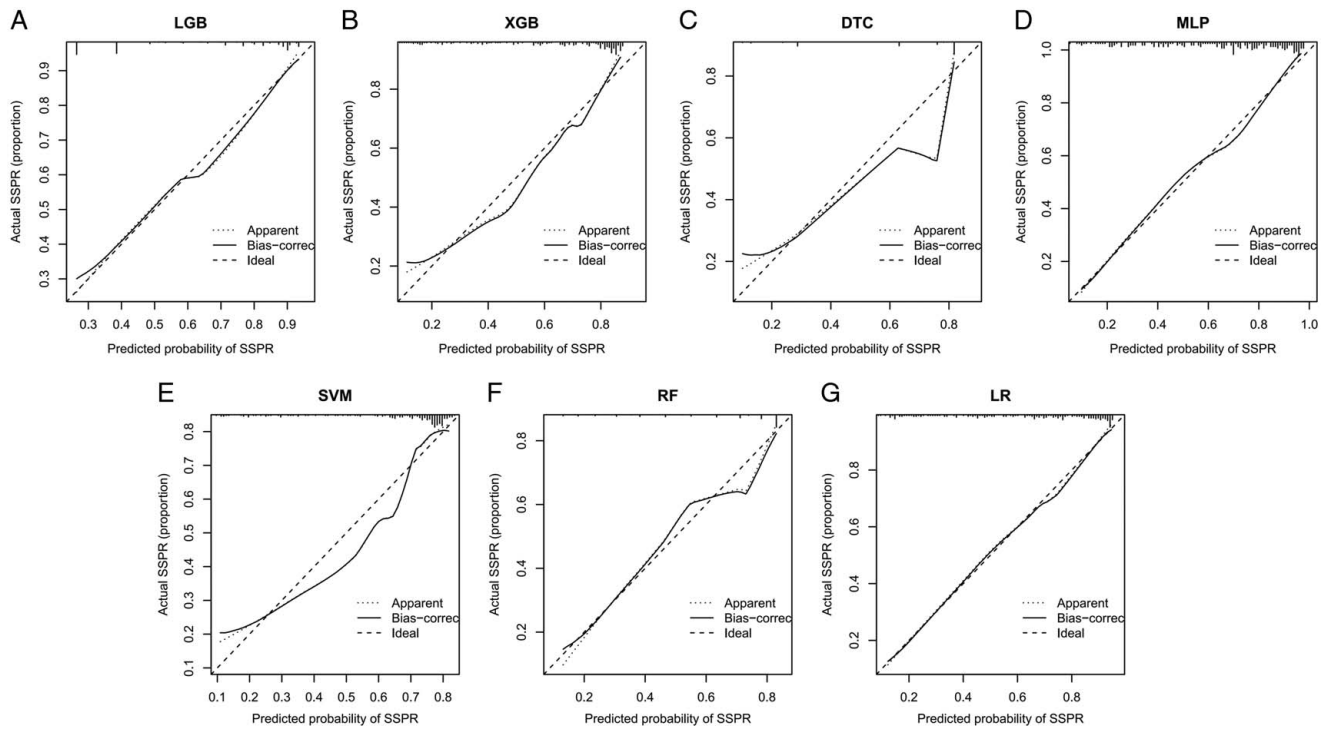 A
LGB
Actual SSPR (proportion)
0.9
0.8
0.7
0.6
0.5
0.4
0.3
Apparent
Bias−correc
Ideal
0.3 0.4 0.5 0.6 0.7 0.8 0.9
Predicted probability of SSPR
B
XGB
Actual SSPR (proportion)
0.8
0.6
0.4
0.2
Apparent
Bias−correc
Ideal
0.2 0.4 0.6 0.8
Predicted probability of SSPR
C
DTC
Actual SSPR (proportion)
0.8
0.6
0.4
0.2
Apparent
Bias−correc
Ideal
0.2 0.4 0.6 0.8
Predicted probability of SSPR
D
MLP
Actual SSPR (proportion)
1.0
0.8
0.6
0.4
0.2
Apparent
Bias−correc
Ideal
0.2 0.4 0.6 0.8 1.0
Predicted probability of SSPR
E
SVM
Actual SSPR (proportion)
0.8
0.7
0.6
0.5
0.4
0.3
0.2
0.1
Apparent
Bias−correc
Ideal
0.1 0.2 0.3 0.4 0.5 0.6 0.7 0.8
Predicted probability of SSPR
F
RF
Actual SSPR (proportion)
0.8
0.6
0.4
0.2
Apparent
Bias−correc
Ideal
0.2 0.4 0.6 0.8
Predicted probability of SSPR
G
LR
Actual SSPR (proportion)
0.8
0.6
0.4
0.2
Apparent
Bias−correc
Ideal
0.2 0.4 0.6 0.8
Predicted probability of SSPR